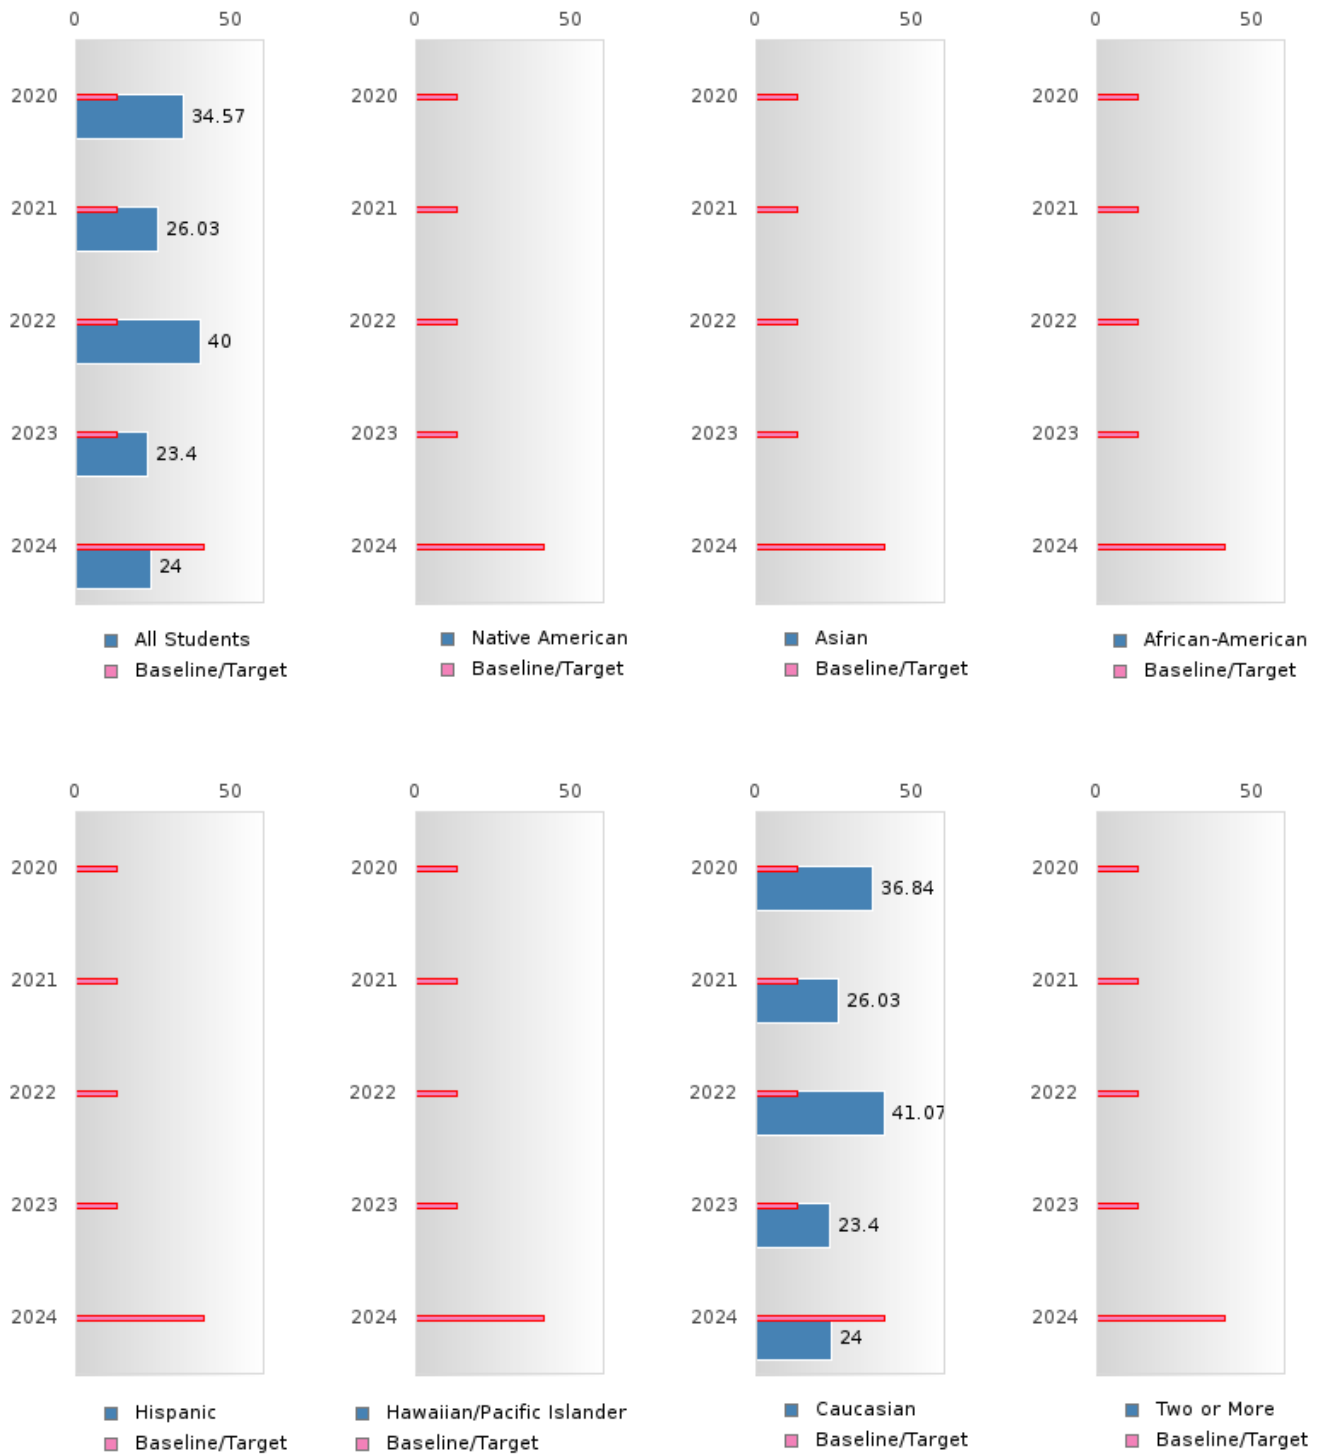 0 50 0 50 0 50 0 50
2020 34.57 2020 2020 2020
2021 26.03 2021 2021 2021
2022 40 2022 2022 2022
2023 23.4 2023 2023 2023
2024 24 2024 2024 2024
All Students Native American Asian African-American
Baseline/Target Baseline/Target Baseline/Target Baseline/Target
0 50 0 50 0 50 0 50
2020 2020 2020 36.84 2020
2021 2021 2021 26.03 2021
2022 2022 2022 41.07 2022
2023 2023 2023 23.4 2023
2024 2024 2024 24 2024
Hispanic Hawaiian/Pacific Islander Caucasian Two or More
Baseline/Target Baseline/Target Baseline/Target Baseline/Target